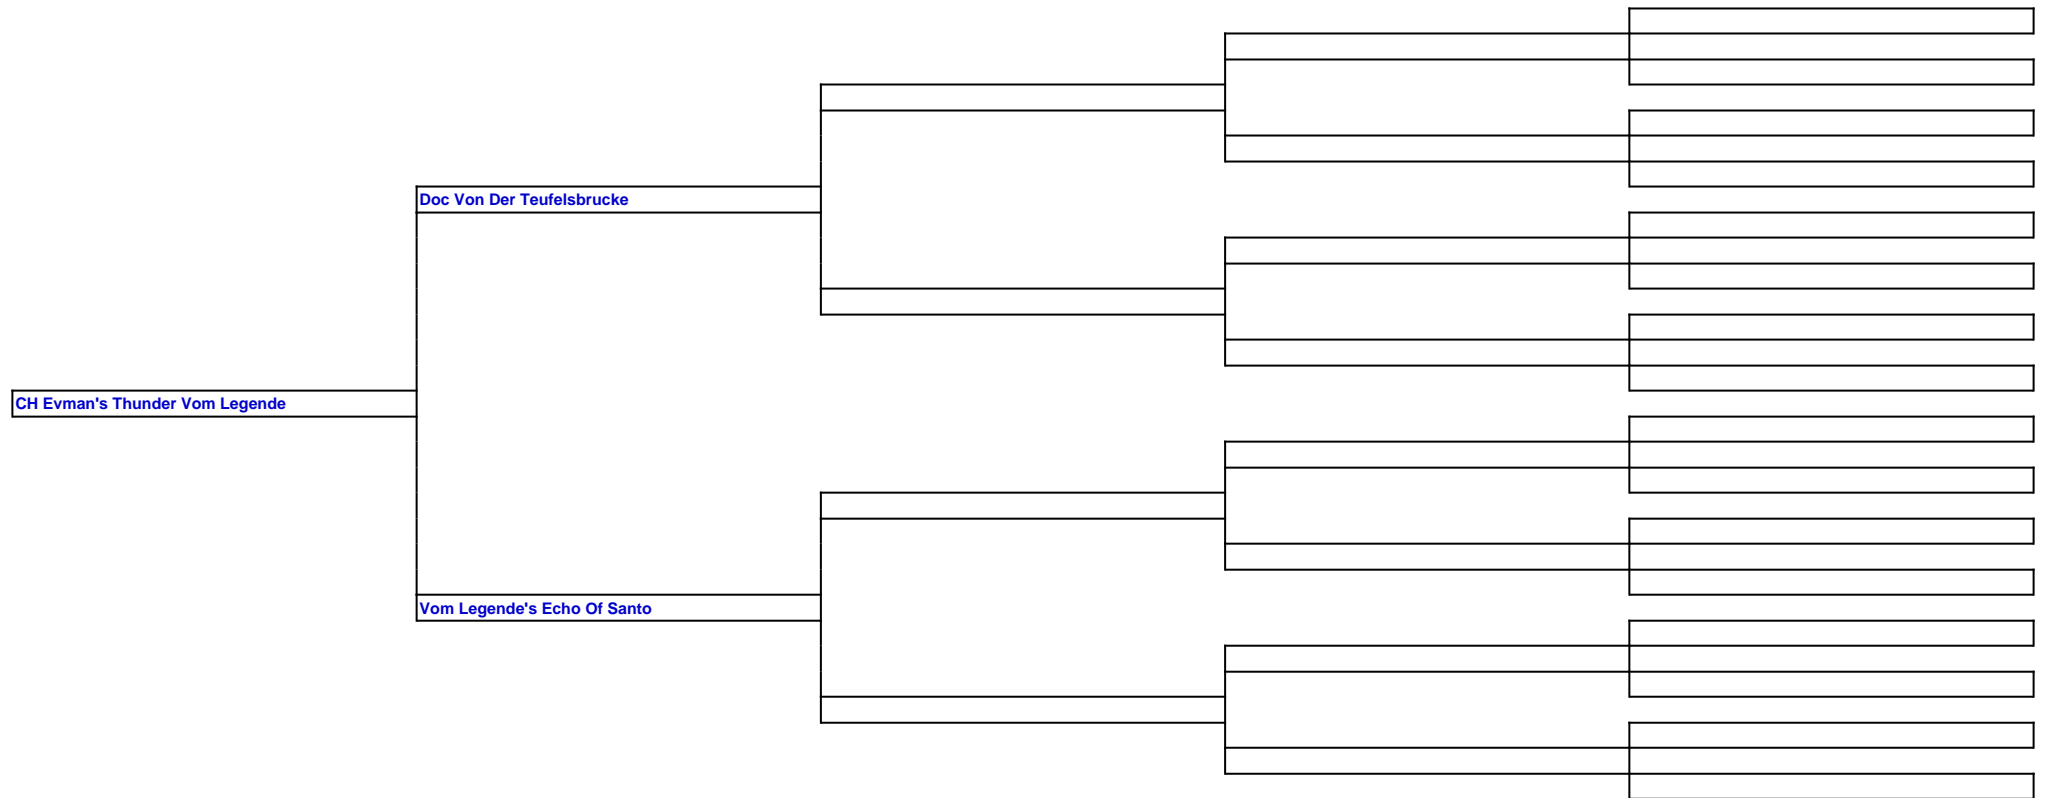 Doc Von Der Teufelsbrucke
CH Evman's Thunder Vom Legende
Vom Legende's Echo Of Santo